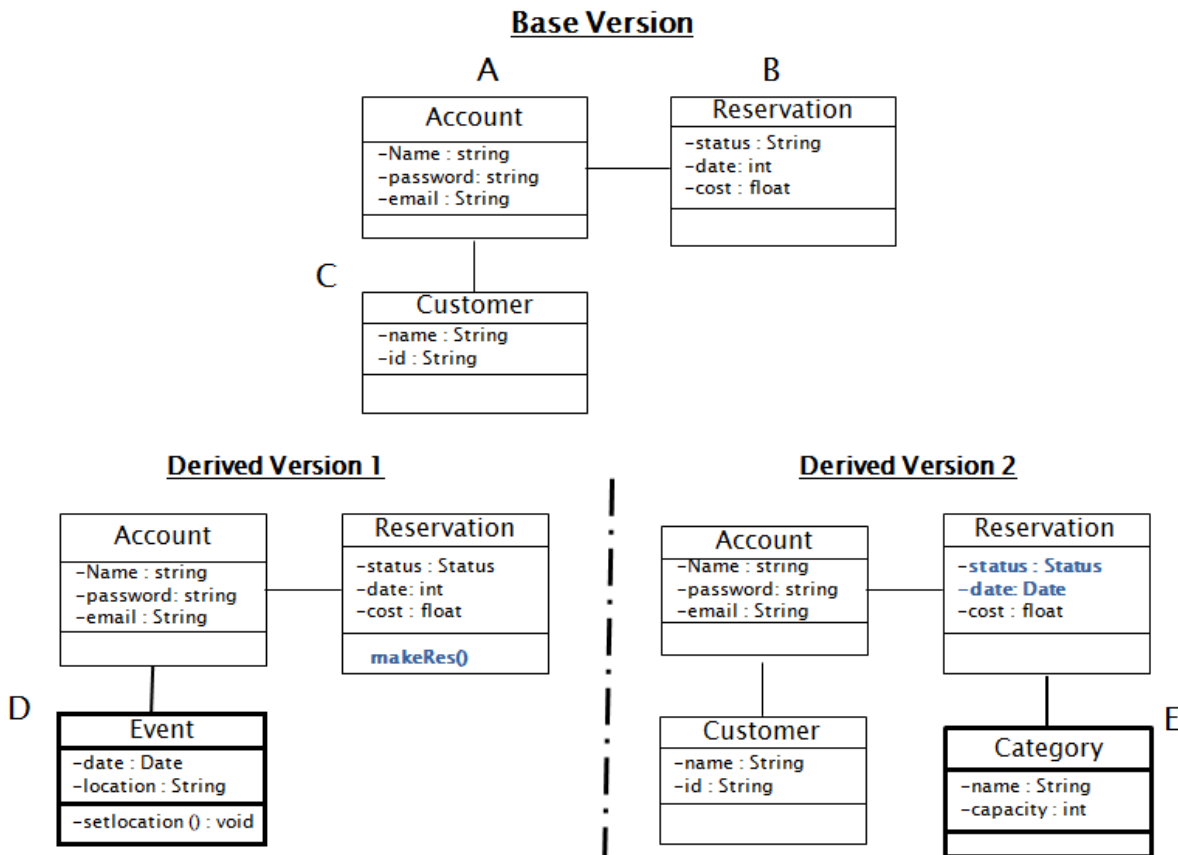 Base Version
A
B
Account
-Name : string
-password: string
-email : String
Reservation
-status : String
-date: int
-cost : float
C
Customer
-name : String
-id : String
Derived Version 1
Account
-Name : string
-password: string
-email : String
Reservation
-status : Status
-date: int
-cost : float
makeRes()
D
Event
-date : Date
-location : String
-setlocation () : void
Derived Version 2
Account
-Name : string
-password: string
-email : String
Reservation
-status : Status
-date: Date
-cost : float
Customer
-name : String
-id : String
E
Category
-name : String
-capacity : int